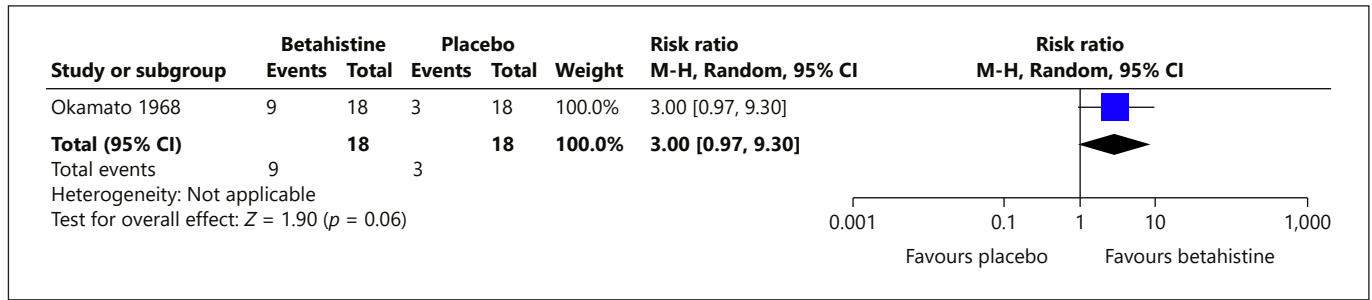 Betahistine Placebo Risk ratio Risk ratio
Study or subgroup Events Total Events Total Weight M-H, Random, 95% CI M-H, Random, 95% CI
Okamato 1968 9 18 3 18 100.0% 3.00 [0.97, 9.30]
Total (95% CI) 18 18 100.0% 3.00 [0.97, 9.30]
Total events 9 3
Heterogeneity: Not applicable
Test for overall effect: Z = 1.90 (p = 0.06)
0.001 0.1 1 10 1,000
Favours placebo Favours betahistine